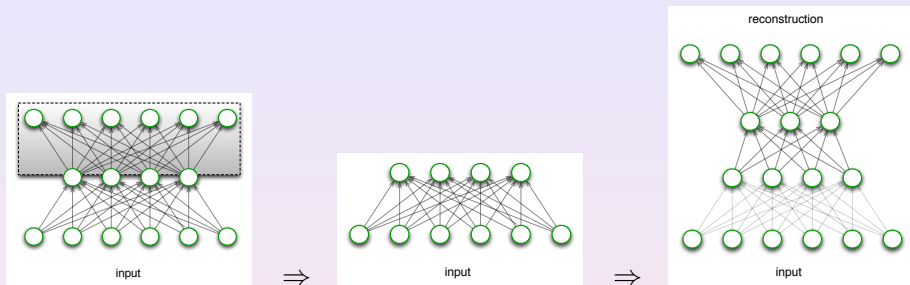 reconstruction
input
⇒
input
⇒
input